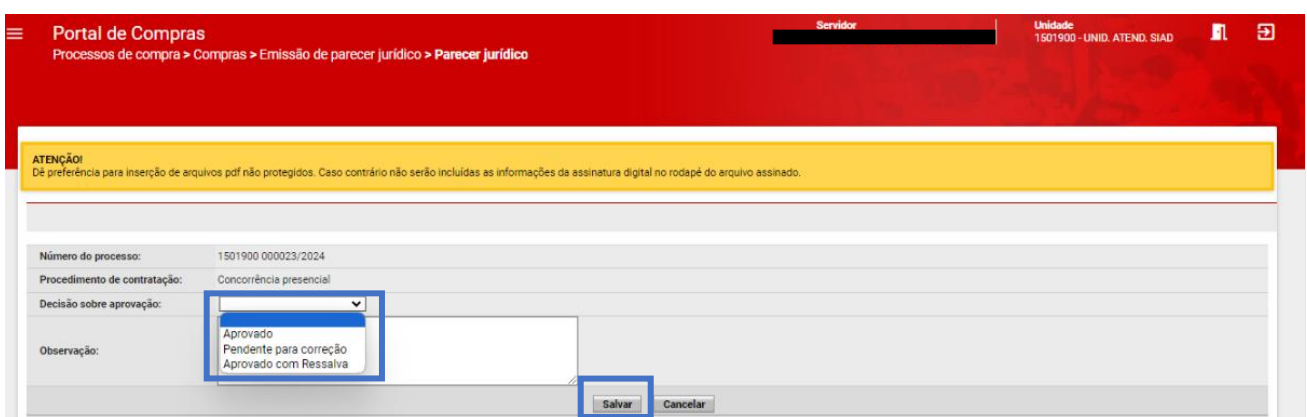 Portal de Compras
Processos de compra > Compras > Emissão de parecer jurídico > Parecer jurídico
Servidor
Unidade
1501900 - UNID. ATEND. SIAD
ATENÇÃO!
Dê preferência para inserção de arquivos pdf não protegidos. Caso contrário não serão incluídas as informações da assinatura digital no rodapé do arquivo assinado.
Número do processo: 1501900 000023/2024
Procedimento de contratação: Concorrência presencial
Decisão sobre aprovação:
Aprovado
Pendente para correção
Aprovado com Ressalva
Observação:
Salvar Cancelar